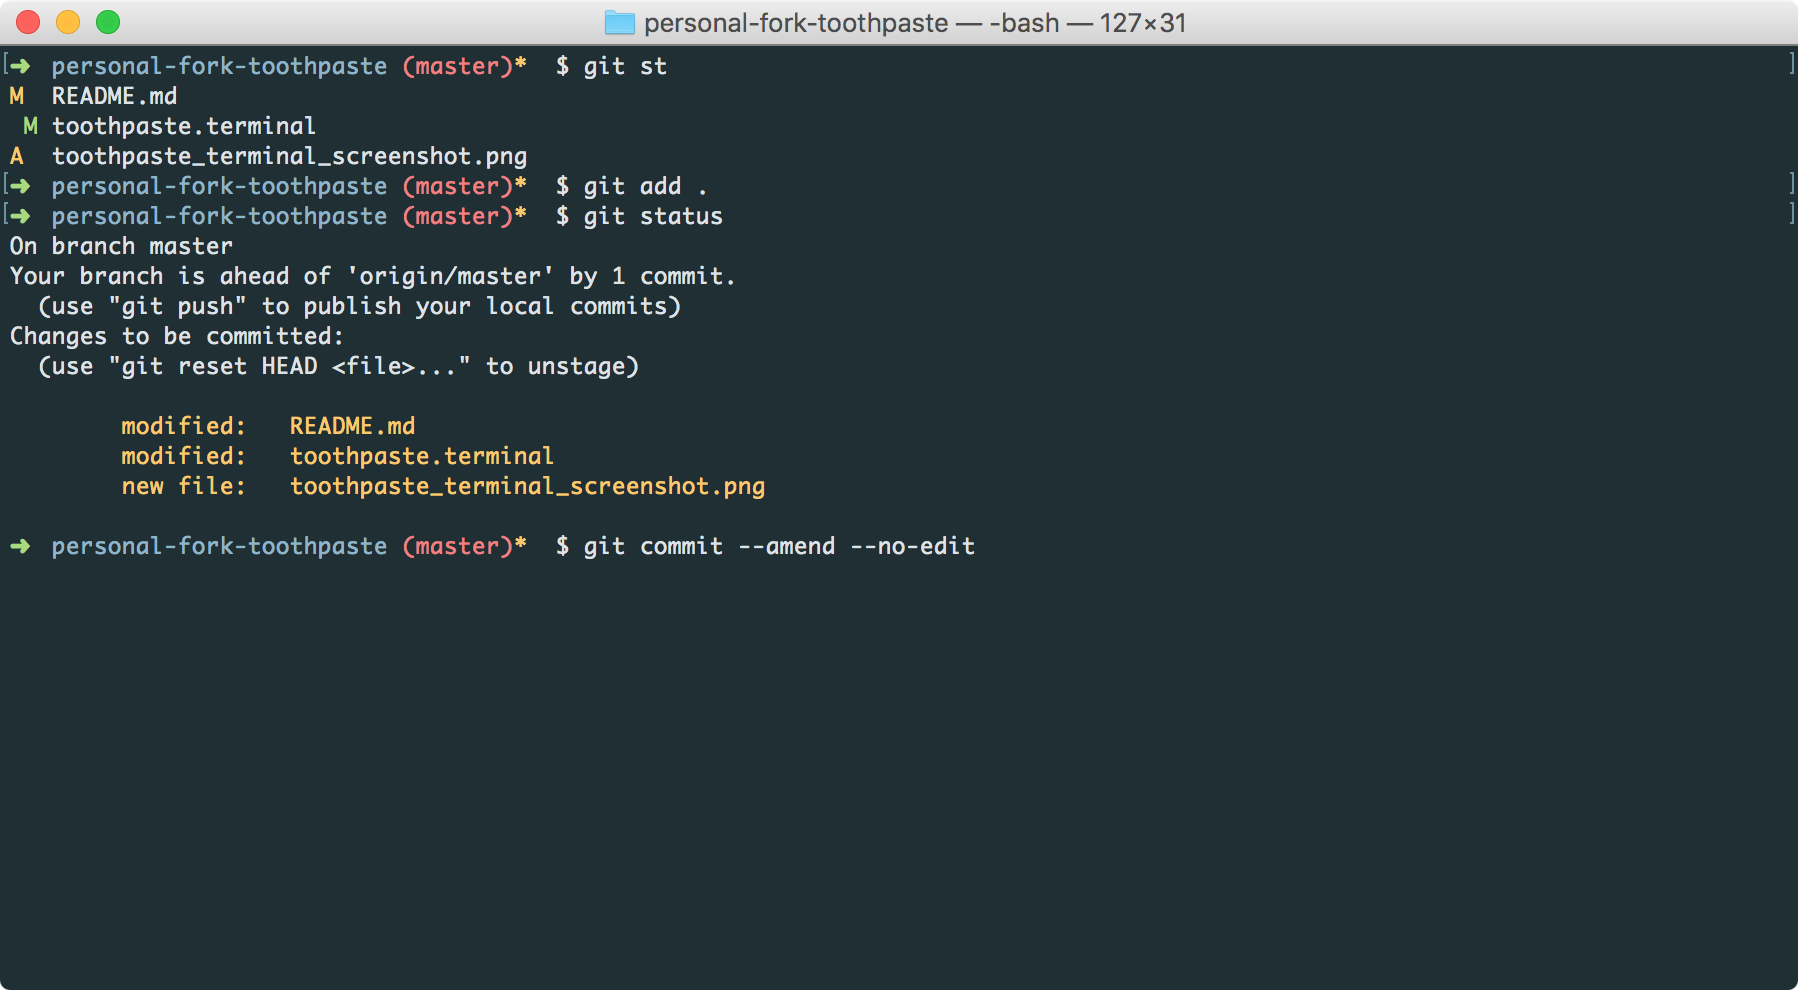 personal-fork-toothpaste — -bash — 127×31
[➜  personal-fork-toothpaste (master)*  $ git st ]
M  README.md
 M toothpaste.terminal
A  toothpaste_terminal_screenshot.png
[➜  personal-fork-toothpaste (master)*  $ git add . ]
[➜  personal-fork-toothpaste (master)*  $ git status ]
On branch master
Your branch is ahead of 'origin/master' by 1 commit.
  (use "git push" to publish your local commits)
Changes to be committed:
  (use "git reset HEAD <file>..." to unstage)
        modified:   README.md
        modified:   toothpaste.terminal
        new file:   toothpaste_terminal_screenshot.png
➜  personal-fork-toothpaste (master)*  $ git commit --amend --no-edit